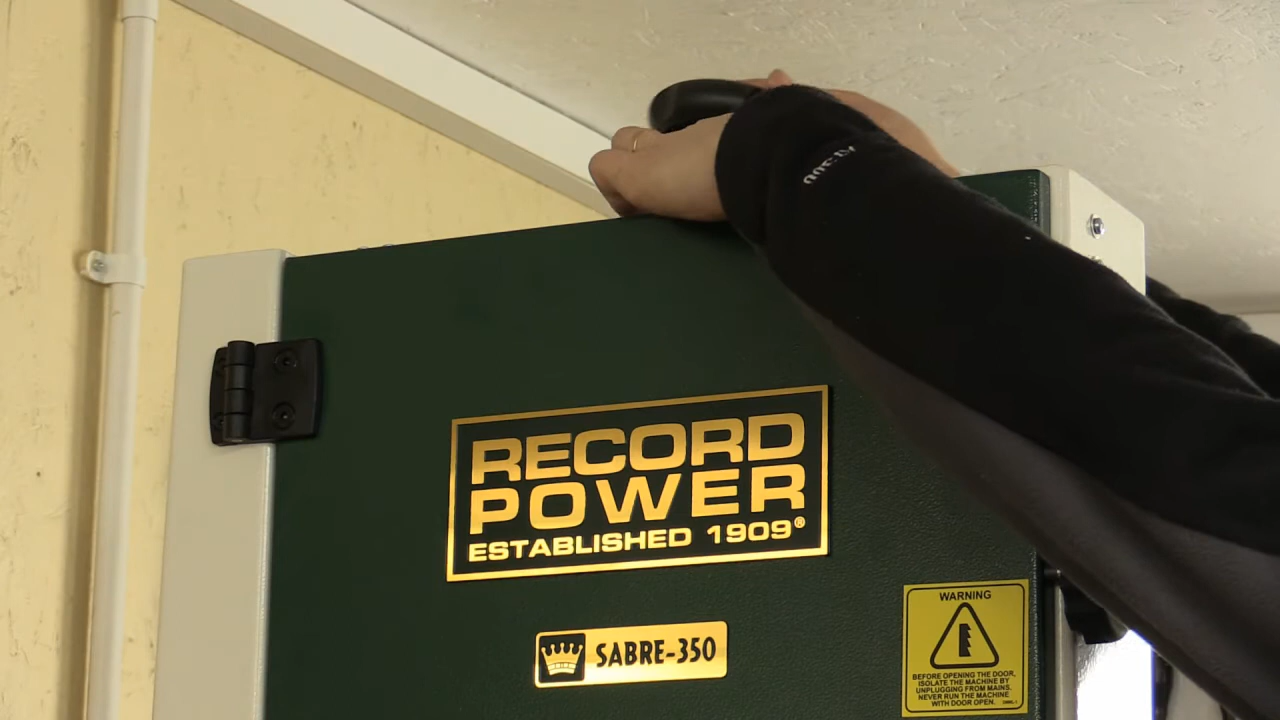 RECORD
POWER
ESTABLISHED 1909®
SABRE-350
WARNING
BEFORE OPENING THE DOOR,
ISOLATE THE MACHINE BY
UNPLUGGING FROM MAINS.
NEVER RUN THE MACHINE
WITH DOOR OPEN.